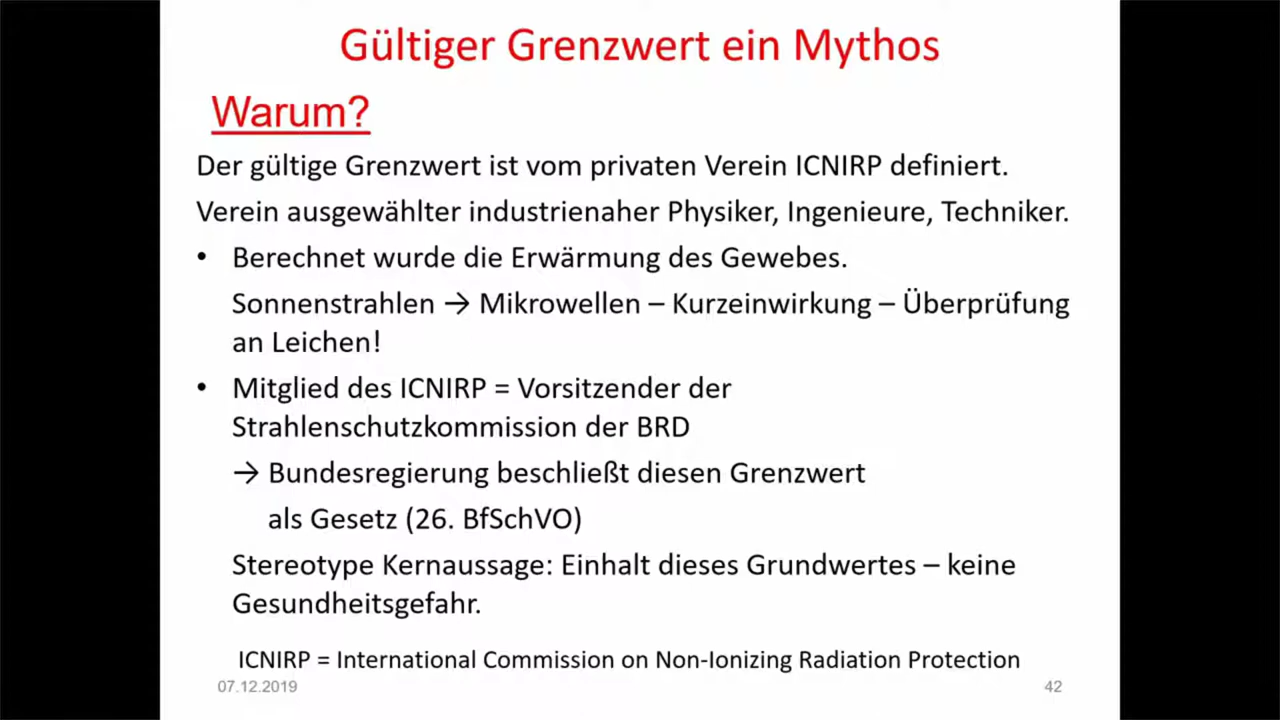 Gültiger Grenzwert ein Mythos
Warum?
Der gültige Grenzwert ist vom privaten Verein ICNIRP definiert.
Verein ausgewählter industrienaher Physiker, Ingenieure, Techniker.
• Berechnet wurde die Erwärmung des Gewebes.
Sonnenstrahlen → Mikrowellen – Kurzeinwirkung – Überprüfung
an Leichen!
• Mitglied des ICNIRP = Vorsitzender der
Strahlenschutzkommission der BRD
→ Bundesregierung beschließt diesen Grenzwert
als Gesetz (26. BfSchVO)
Stereotype Kernaussage: Einhalt dieses Grundwertes – keine
Gesundheitsgefahr.
ICNIRP = International Commission on Non-Ionizing Radiation Protection
07.12.2019 42